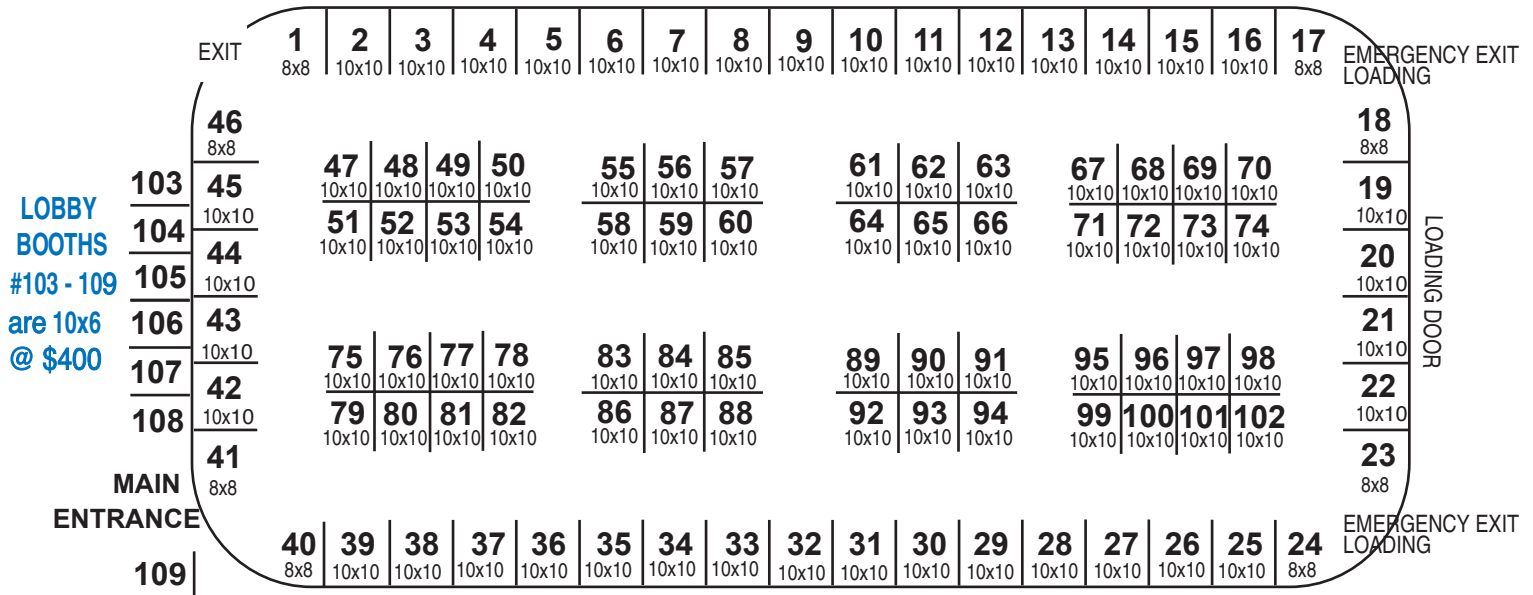 1 2 3 4 5 6 7 8 9 10 11 12 13 14 15 16 17
8x8 10x10 10x10 10x10 10x10 10x10 10x10 10x10 10x10 10x10 10x10 10x10 10x10 10x10 10x10 10x10 8x8
EXIT
EMERGENCY EXIT
LOADING
46
8x8
45
10x10
44
10x10
43
10x10
42
10x10
41
8x8
103
104
105
106
107
108
LOBBY
BOOTHS
#103 - 109
are 10x6
@ $400
MAIN
ENTRANCE
109
47 48 49 50
10x10 10x10 10x10 10x10
51 52 53 54
10x10 10x10 10x10 10x10
55 56 57
10x10 10x10 10x10
58 59 60
10x10 10x10 10x10
61 62 63
10x10 10x10 10x10
64 65 66
10x10 10x10 10x10
67 68 69 70
10x10 10x10 10x10 10x10
71 72 73 74
10x10 10x10 10x10 10x10
75 76 77 78
10x10 10x10 10x10 10x10
79 80 81 82
10x10 10x10 10x10 10x10
83 84 85
10x10 10x10 10x10
86 87 88
10x10 10x10 10x10
89 90 91
10x10 10x10 10x10
92 93 94
10x10 10x10 10x10
95 96 97 98
10x10 10x10 10x10 10x10
99 100 101 102
10x10 10x10 10x10 10x10
18
8x8
19
10x10
20
10x10
21
10x10
22
10x10
23
8x8
LOADING DOOR
EMERGENCY EXIT
LOADING
40 39 38 37 36 35 34 33 32 31 30 29 28 27 26 25 24
8x8 10x10 10x10 10x10 10x10 10x10 10x10 10x10 10x10 10x10 10x10 10x10 10x10 10x10 10x10 10x10 8x8